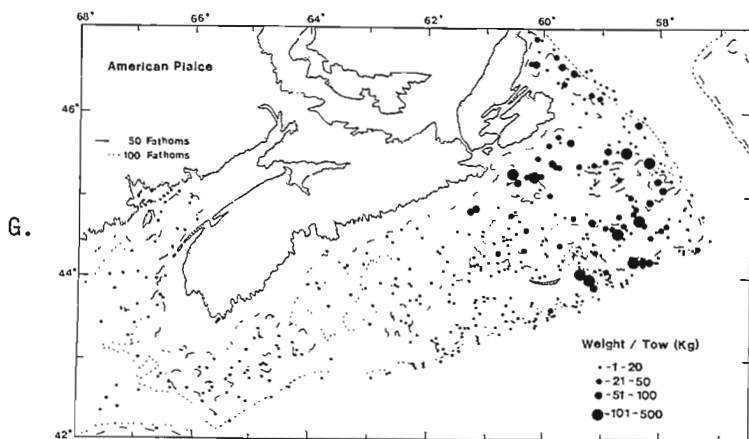 68° 66° 64° 62° 60° 58°
American Plaice
46°
— 50 Fathoms
···· 100 Fathoms
G.
44°
Weight / Tow (Kg)
•-1-20
•-21-50
•-51-100
•-101-500
42°